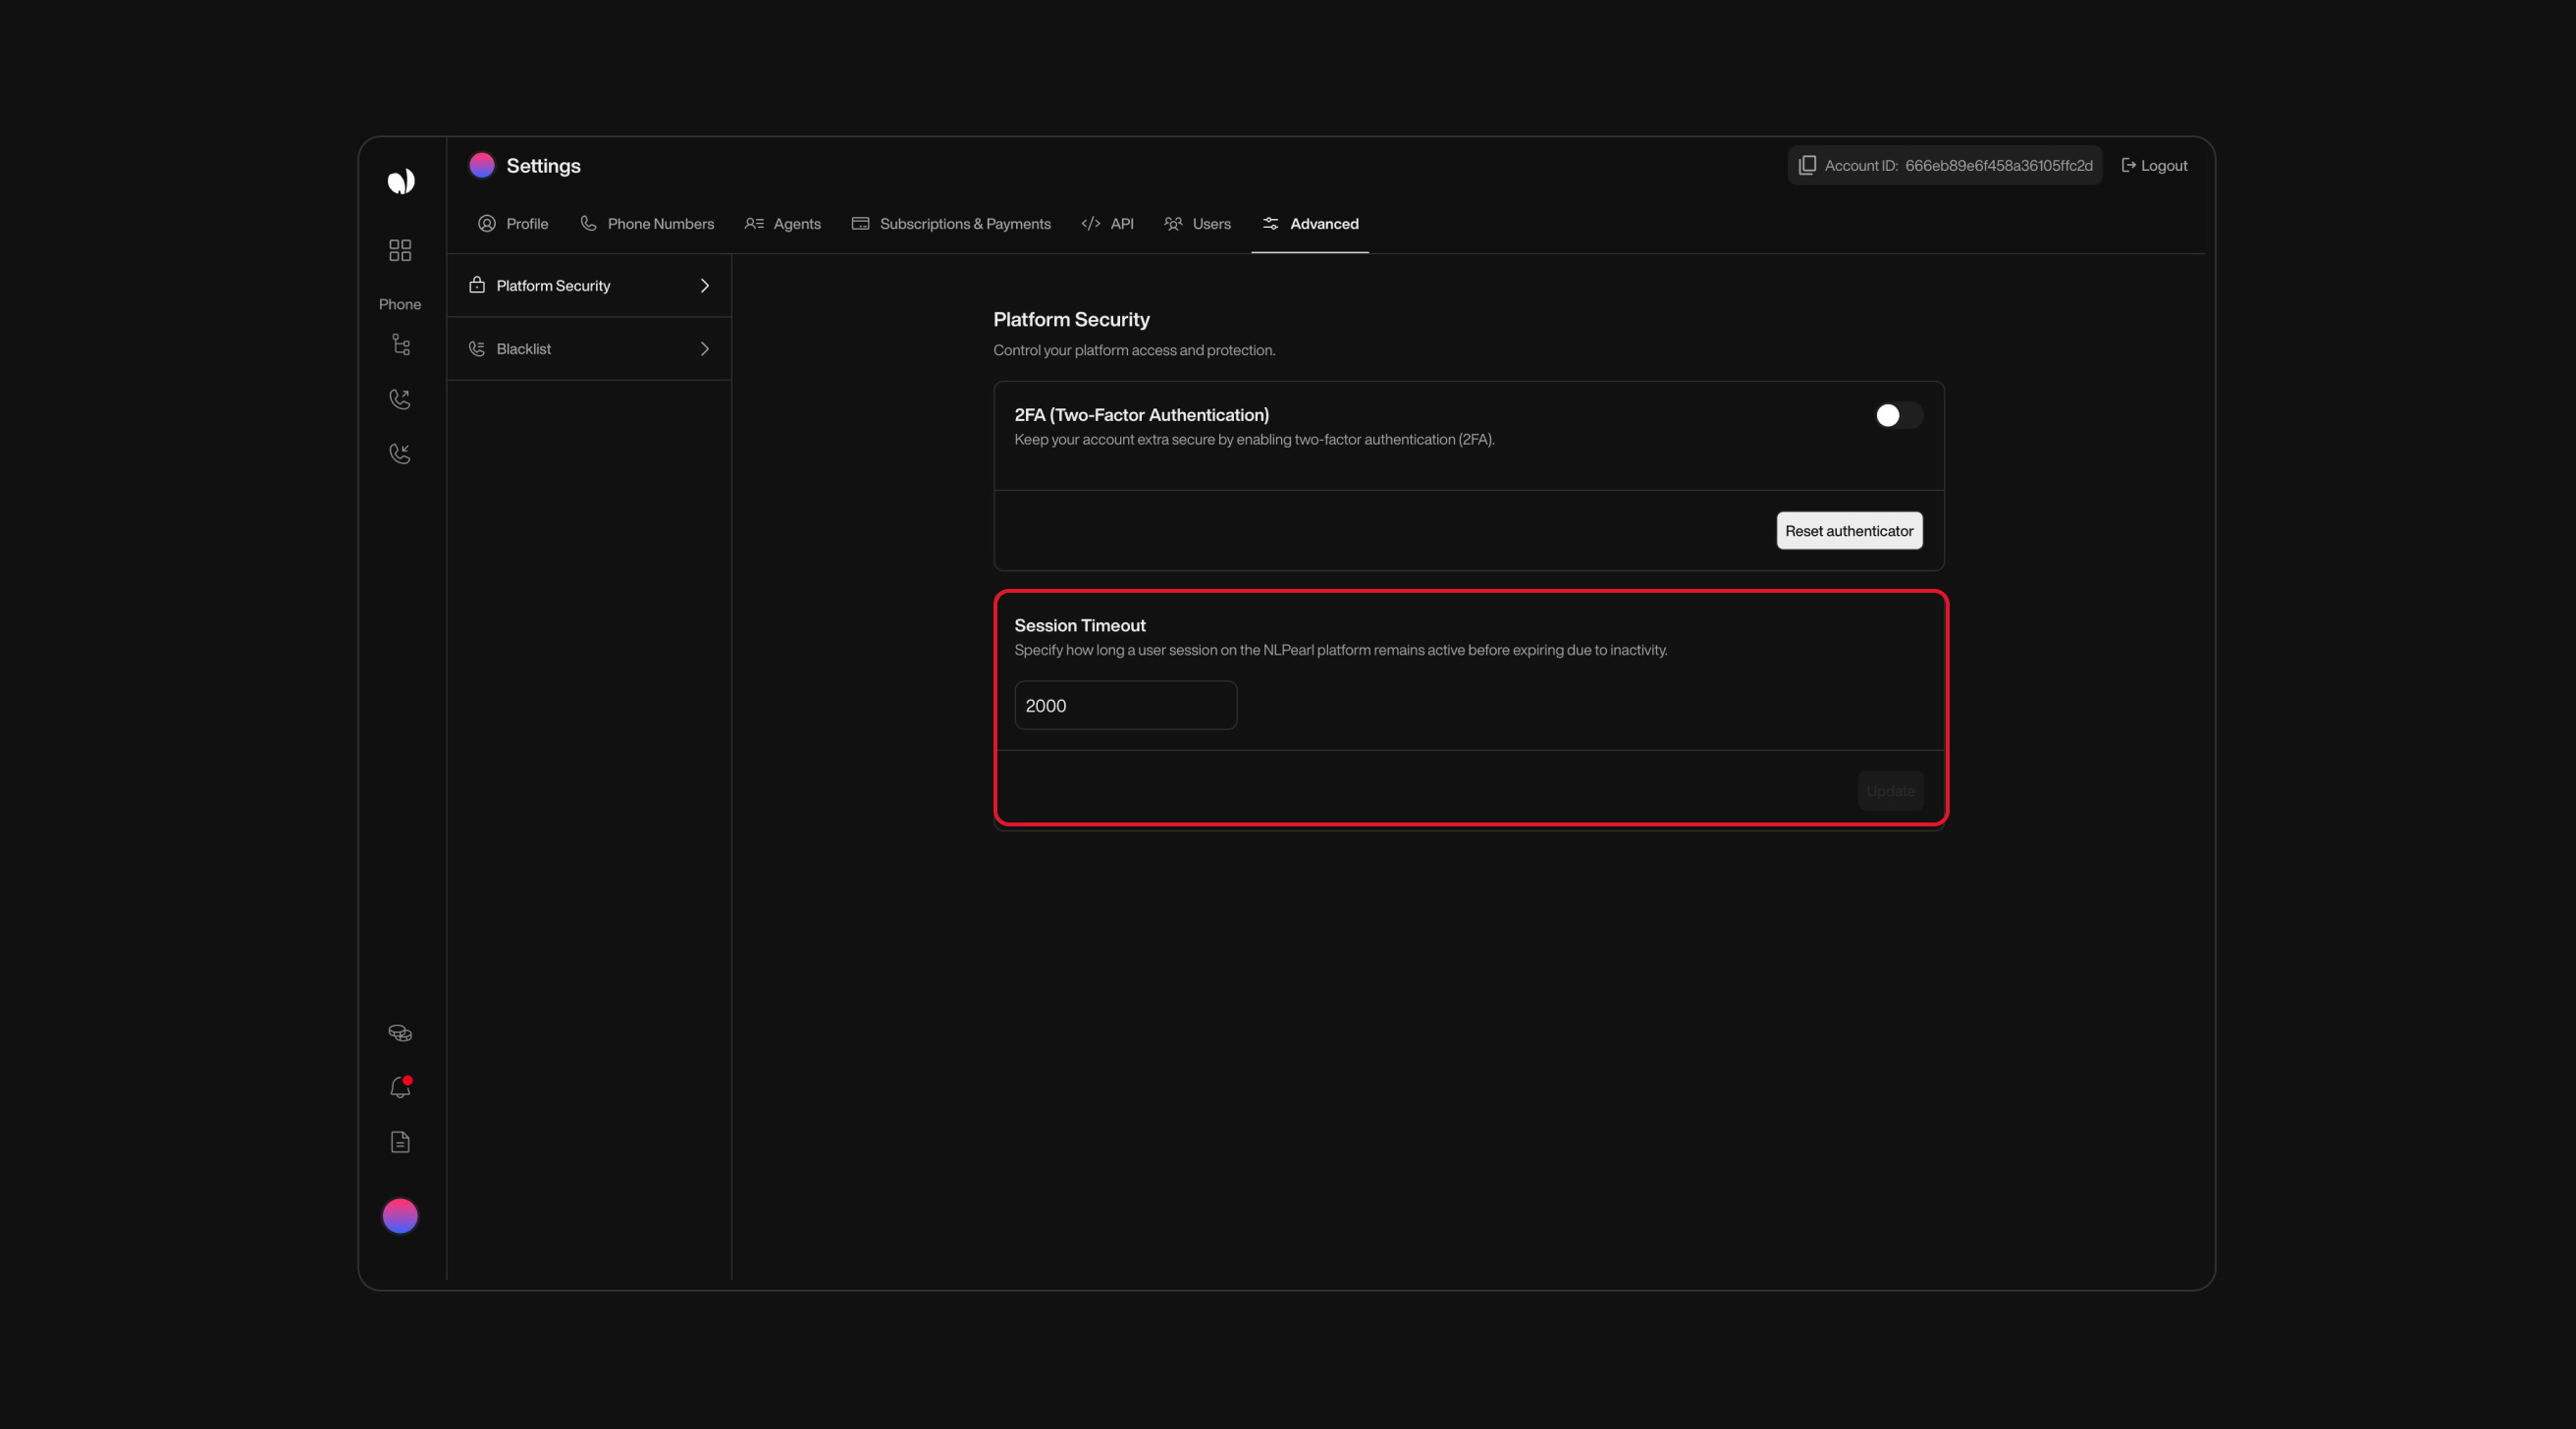 Settings
Account ID: 666eb89e6f458a36105ffc2d
Logout
Profile
Phone Numbers
Agents
Subscriptions & Payments
API
Users
Advanced
Phone
Platform Security
Blacklist
Platform Security
Control your platform access and protection.
2FA (Two-Factor Authentication)
Keep your account extra secure by enabling two-factor authentication (2FA).
Reset authenticator
Session Timeout
Specify how long a user session on the NLPearl platform remains active before expiring due to inactivity.
2000
Update